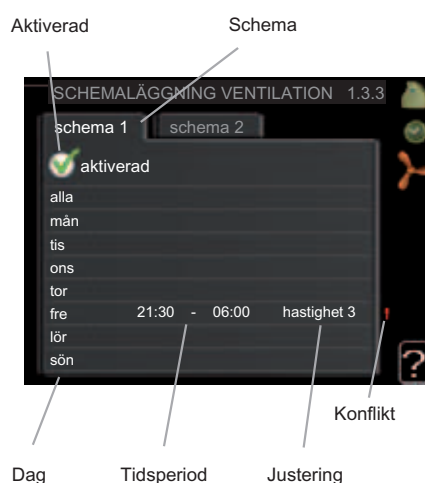 Aktiverad Schema
SCHEMALÄGGNING VENTILATION 1.3.3
schema 1 schema 2
aktiverad
alla
mån
tis
ons
tor
fre 21:30 - 06:00 hastighet 3 !
lör
sön
?
Konflikt
Dag Tidsperiod Justering